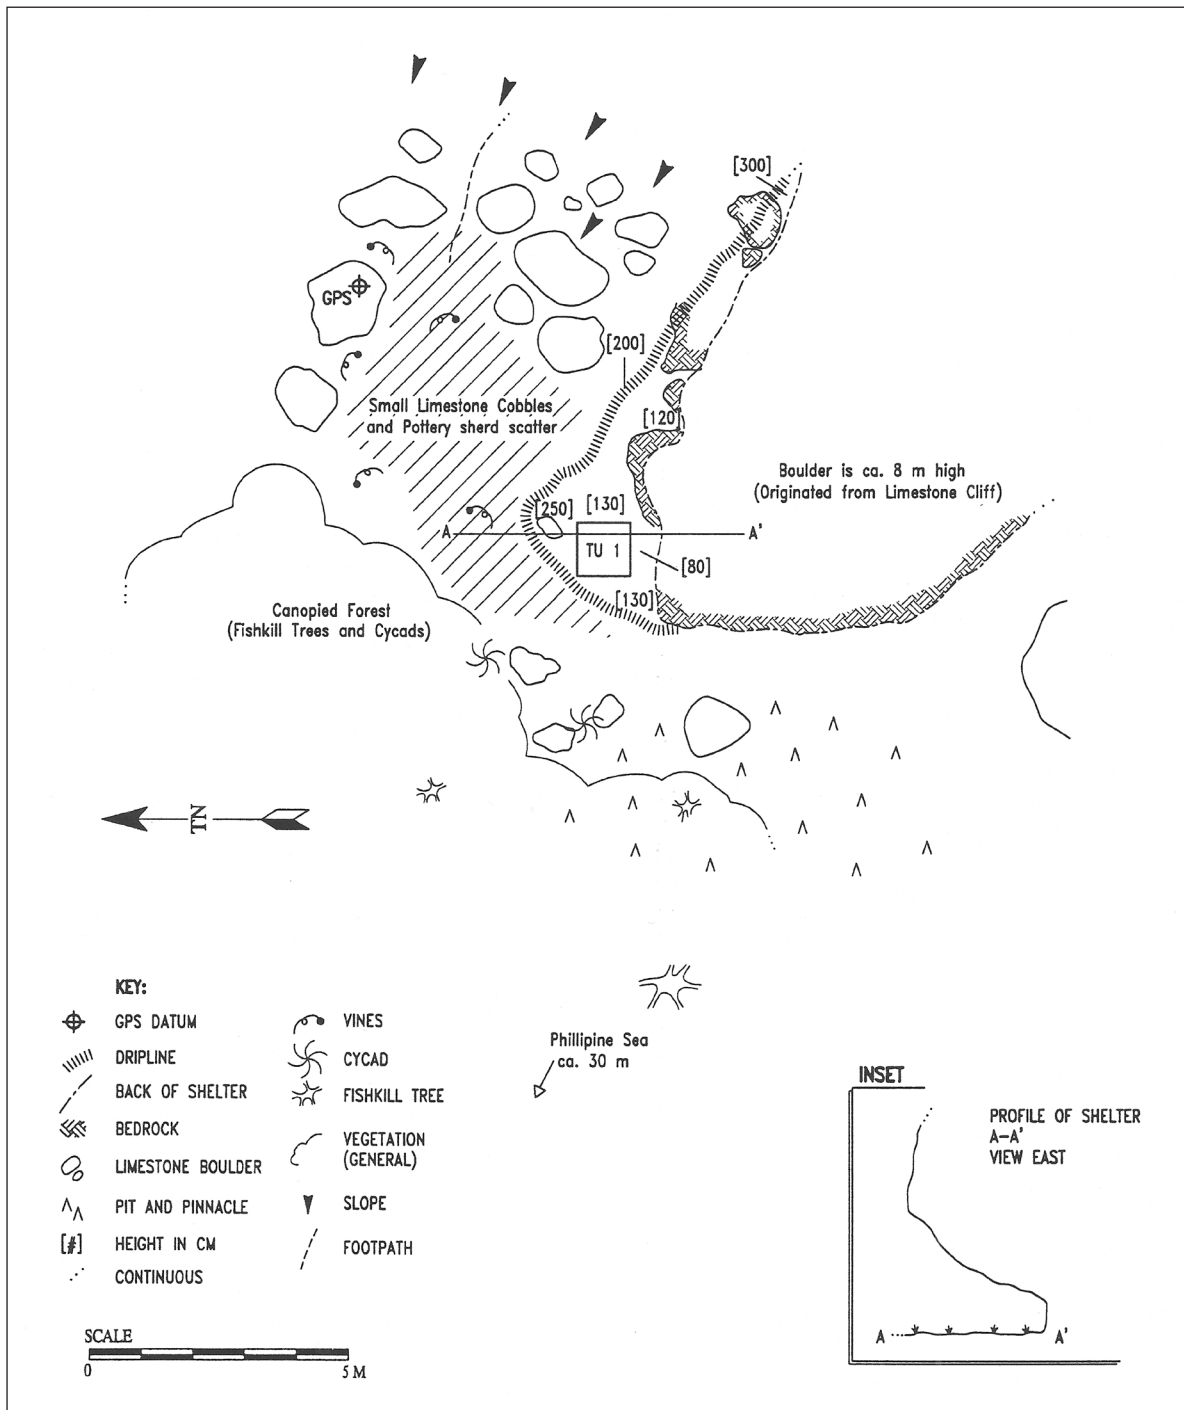 [300]
GPS
[200]
Small Limestone Cobbles
and Pottery sherd scatter
[120]
Boulder is ca. 8 m high
(Originated from Limestone Cliff)
[250]
[130]
A
A'
TU 1
[80]
[130]
Canopied Forest
(Fishkill Trees and Cycads)
TN
KEY:
GPS DATUM
DRIPLINE
BACK OF SHELTER
BEDROCK
LIMESTONE BOULDER
PIT AND PINNACLE
[#] HEIGHT IN CM
CONTINUOUS
VINES
CYCAD
FISHKILL TREE
VEGETATION
(GENERAL)
SLOPE
FOOTPATH
Phillipine Sea
ca. 30 m
INSET
PROFILE OF SHELTER
A-A'
VIEW EAST
A
A'
SCALE
0 5 M